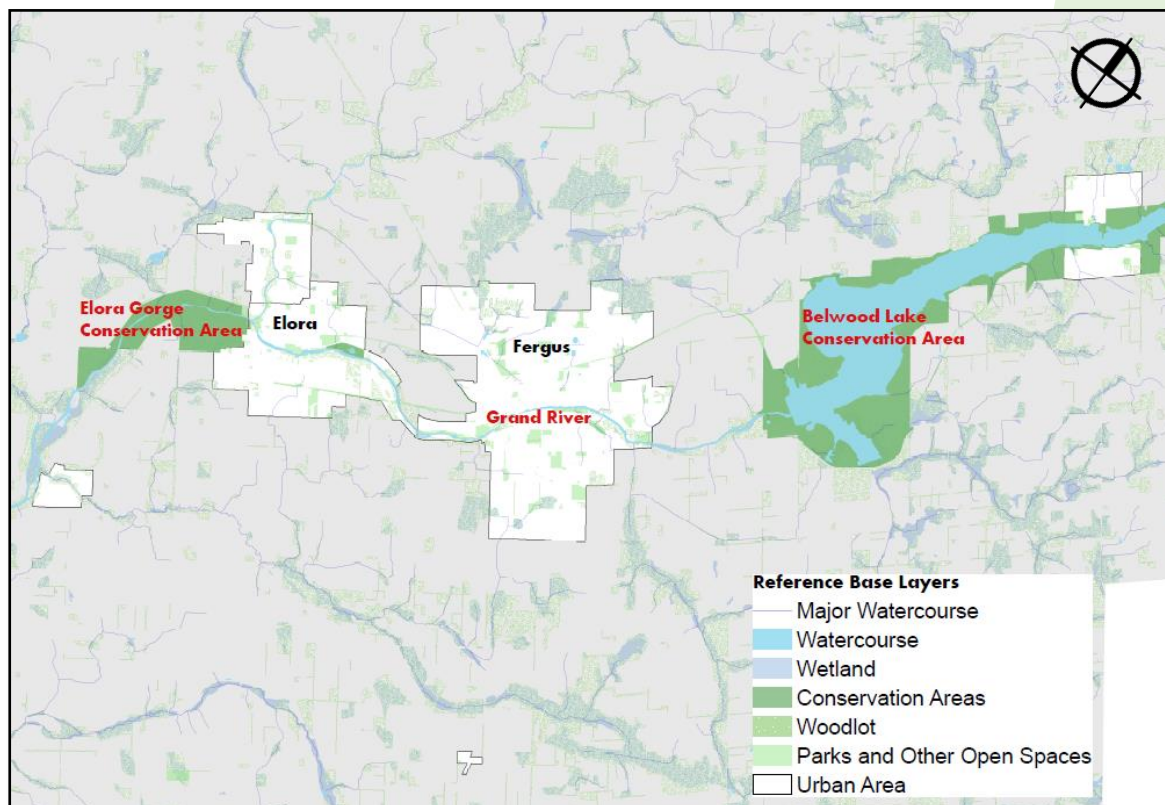 Elora Gorge
Conservation Area
Elora
Fergus
Grand River
Belwood Lake
Conservation Area
Reference Base Layers
Major Watercourse
Watercourse
Wetland
Conservation Areas
Woodlot
Parks and Other Open Spaces
Urban Area